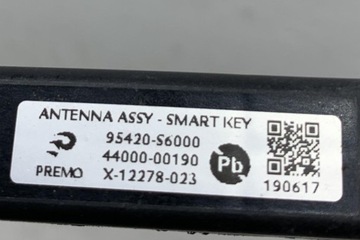 ANTENNA ASSY - SMART KEY
95420-S6000
44000-00190
PREMO X-12278-023
Pb
190617